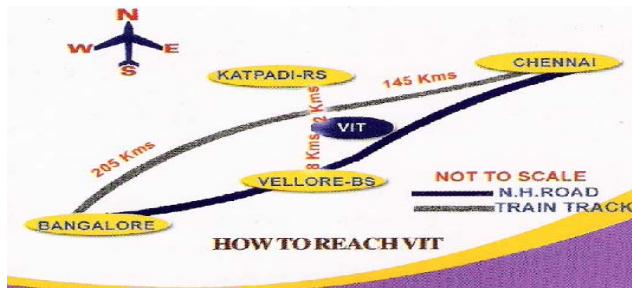 N
W E
S
KATPADI-RS
CHENNAI
145 Kms
2 Kms
VIT
205 Kms
8 Kms
VELLORE-BS
NOT TO SCALE
N.H.ROAD
TRAIN TRACK
BANGALORE
HOW TO REACH VIT